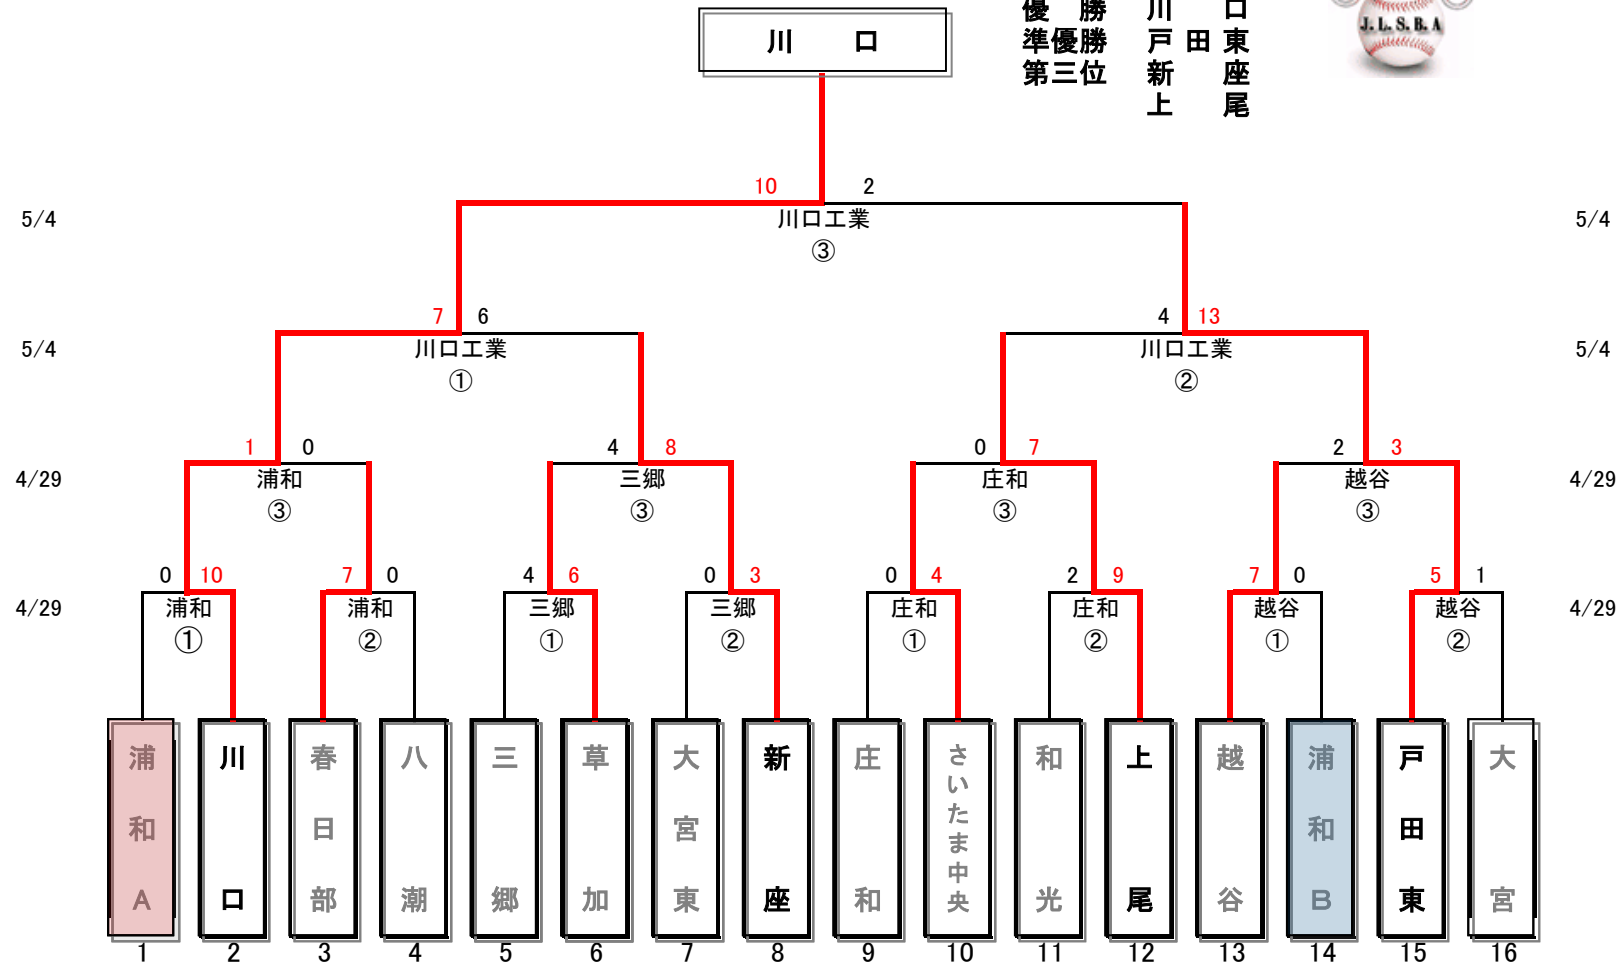 優勝 川口
準優勝 戸田東
第三位 新座
上尾
J.L.S.B.A
川口
10 2
5/4 川口工業 5/4
③
7 6 4 13
5/4 川口工業 川口工業 5/4
① ②
1 0 4 8 0 7 2 3
4/29 浦和 三郷 庄和 越谷 4/29
③ ③ ③ ③
0 10 7 0 4 6 0 3 0 4 2 9 7 0 5 1
4/29 浦和 浦和 三郷 三郷 庄和 庄和 越谷 越谷 4/29
① ② ① ② ① ② ① ②
浦和A
川口
春日部
八潮
三郷
草加
大宮東
新座
庄和
さいたま中央
和光
上尾
越谷
浦和B
戸田東
大宮
1 2 3 4 5 6 7 8 9 10 11 12 13 14 15 16